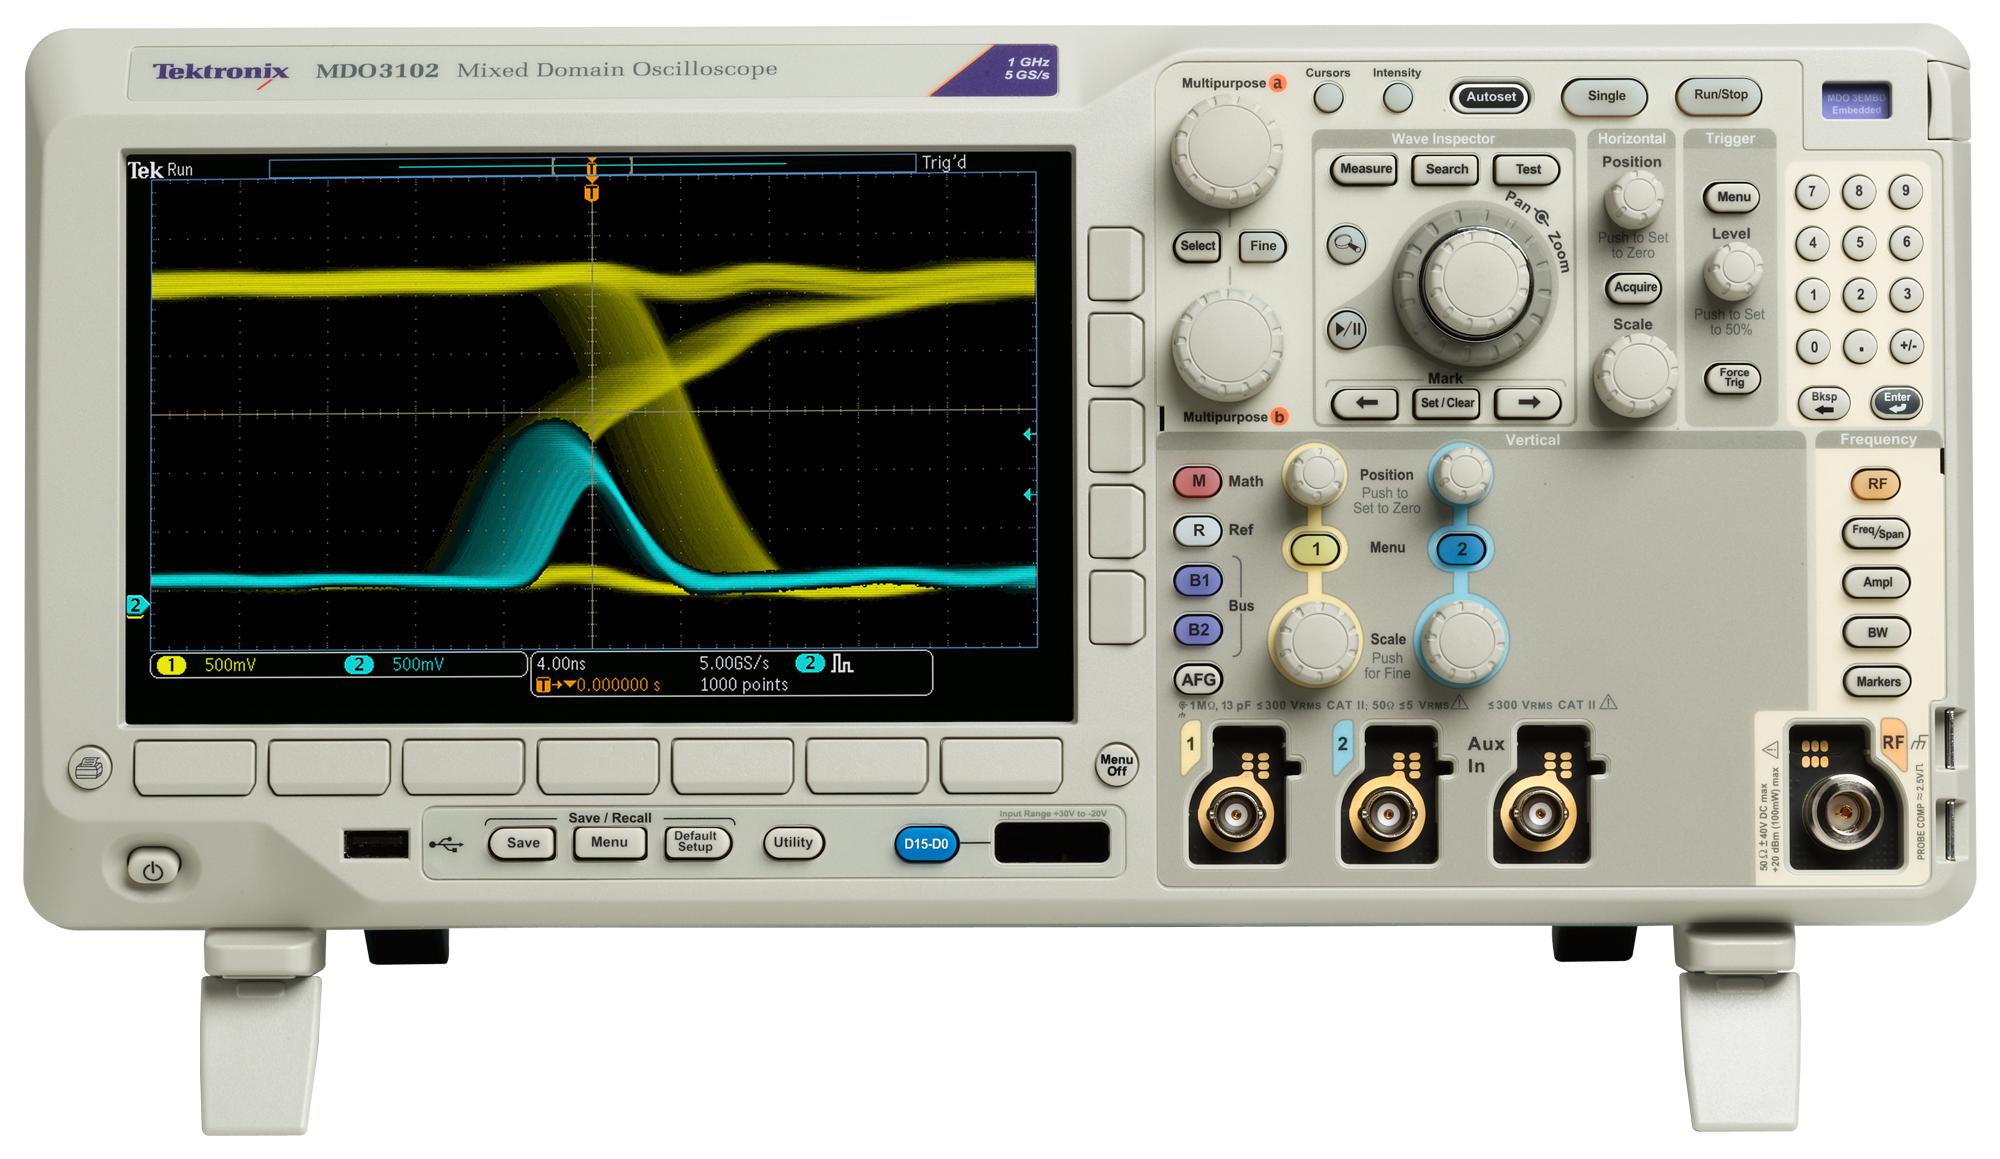 Tektronix MDO3102 Mixed Domain Oscilloscope
1 GHz
5 GS/s
Tek Run
Trig'd
T
T
2
1 500mV
2 500mV
4.00ns
5.00GS/s
2
T 0.000000 s
1000 points
Multipurpose a
Cursors
Intensity
Autoset
Single
Run/Stop
MDO 3EMBD
Embedded
Select
Fine
Multipurpose b
Wave Inspector
Measure
Search
Test
Pan
Zoom
Mark
Set / Clear
Horizontal
Position
Push to Set
to Zero
Acquire
Scale
Trigger
Menu
Level
Push to Set
to 50%
Force
Trig
7 8 9
4 5 6
1 2 3
0 . +/-
Bksp
Enter
Vertical
M Math
R Ref
B1
Bus
B2
AFG
Position
Push to
Set to Zero
1 Menu 2
Scale
Push
for Fine
Frequency
RF
Freq/Span
Ampl
BW
Markers
1MΩ, 13 pF ≤300 VRMS CAT II; 50Ω ≤5 VRMS
≤300 VRMS CAT II
1
2
Aux
In
50 Ω ± 40V DC max
+20 dBm (100mW) max
RF
PROBE COMP ≈ 2.5V
Menu
Off
Save / Recall
Save
Menu
Default
Setup
Utility
D15-D0
Input Range +30V to -20V